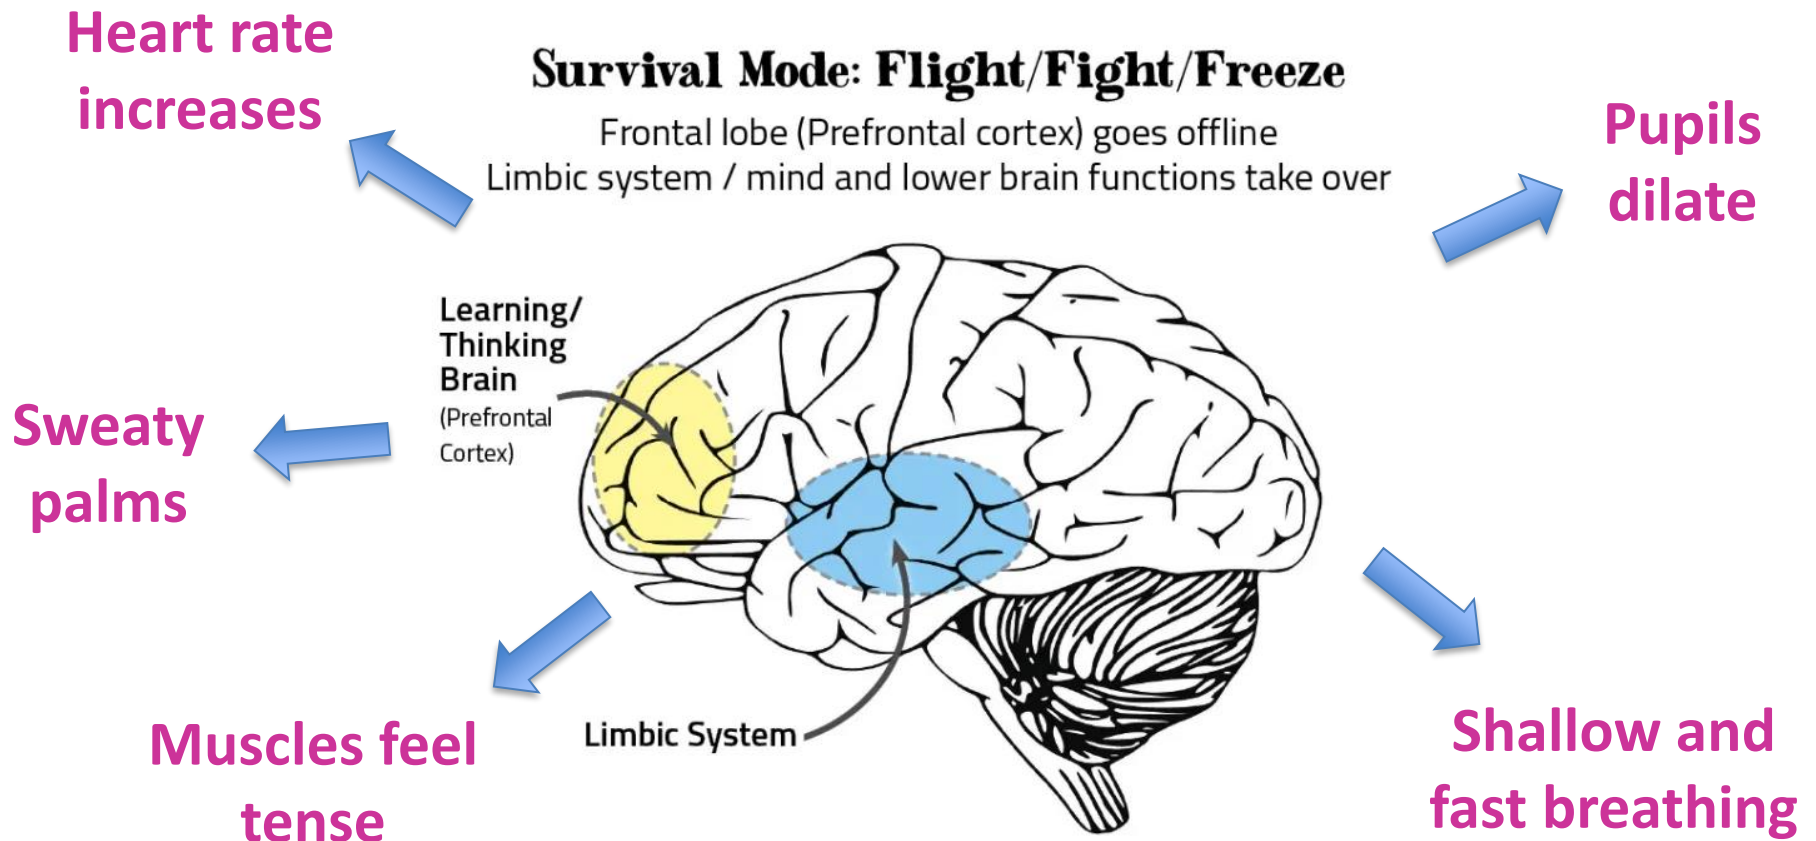 Heart rate
increases
Survival Mode: Flight/Fight/Freeze
Frontal lobe (Prefrontal cortex) goes offline
Limbic system / mind and lower brain functions take over
Pupils
dilate
Learning/
Thinking
Brain
(Prefrontal
Cortex)
Sweaty
palms
Muscles feel
tense
Limbic System
Shallow and
fast breathing